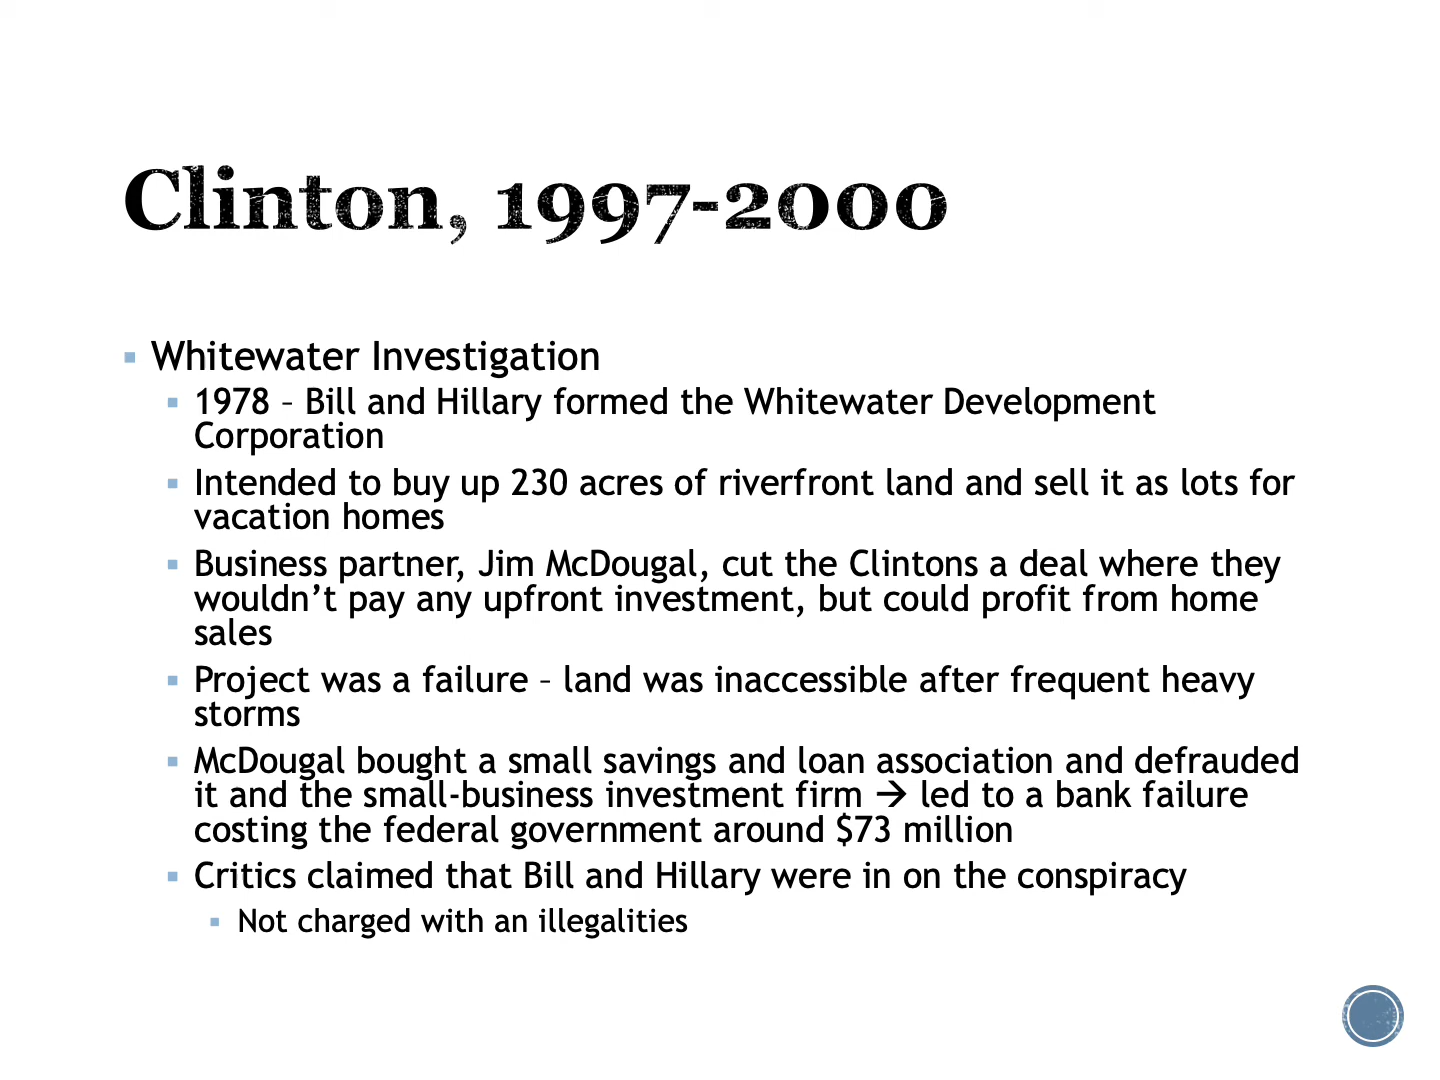 Clinton, 1997-2000
▪ Whitewater Investigation
▪ 1978 – Bill and Hillary formed the Whitewater Development
Corporation
▪ Intended to buy up 230 acres of riverfront land and sell it as lots for
vacation homes
▪ Business partner, Jim McDougal, cut the Clintons a deal where they
wouldn’t pay any upfront investment, but could profit from home
sales
▪ Project was a failure – land was inaccessible after frequent heavy
storms
▪ McDougal bought a small savings and loan association and defrauded
it and the small-business investment firm → led to a bank failure
costing the federal government around $73 million
▪ Critics claimed that Bill and Hillary were in on the conspiracy
▪ Not charged with an illegalities